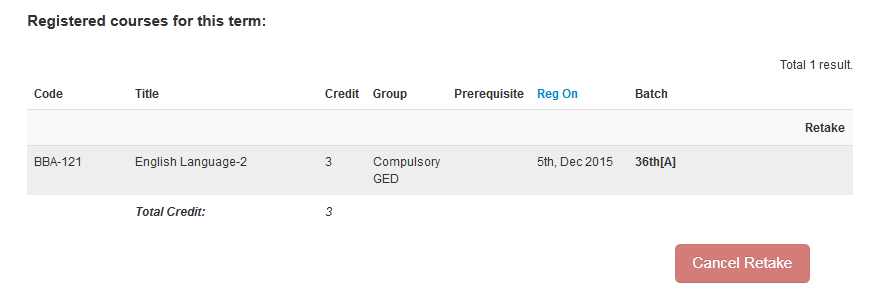 Registered courses for this term:
Total 1 result.
Code Title Credit Group Prerequisite Reg On Batch
Retake
BBA-121 English Language-2 3 Compulsory GED 5th, Dec 2015 36th[A]
Total Credit: 3
Cancel Retake